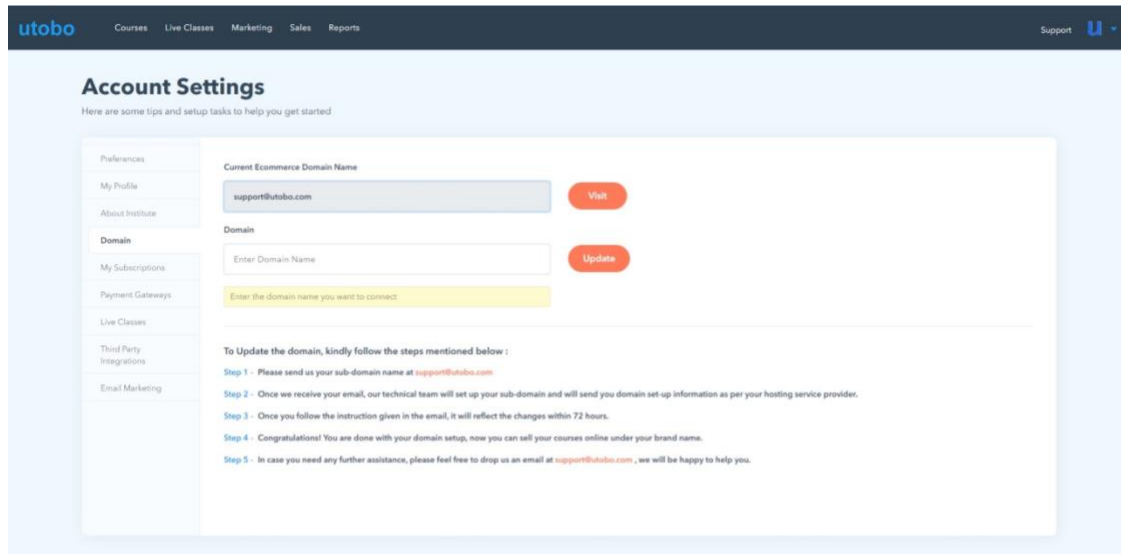 utobo
Courses Live Classes Marketing Sales Reports
Support
Account Settings
Here are some tips and setup tasks to help you get started
Preferences
My Profile
About Institute
Domain
My Subscriptions
Payment Gateways
Live Classes
Third Party
Integrations
Email Marketing
Current Ecommerce Domain Name
support@utobo.com
Visit
Domain
Enter Domain Name
Update
Enter the domain name you want to connect
To Update the domain, kindly follow the steps mentioned below :
Step 1 - Please send us your sub-domain name at support@utobo.com
Step 2 - Once we receive your email, our technical team will set up your sub-domain and will send you domain set-up information as per your hosting service provider.
Step 3 - Once you follow the instruction given in the email, it will reflect the changes within 72 hours.
Step 4 - Congratulations! You are done with your domain setup, now you can sell your courses online under your brand name.
Step 5 - In case you need any further assistance, please feel free to drop us an email at support@utobo.com , we will be happy to help you.